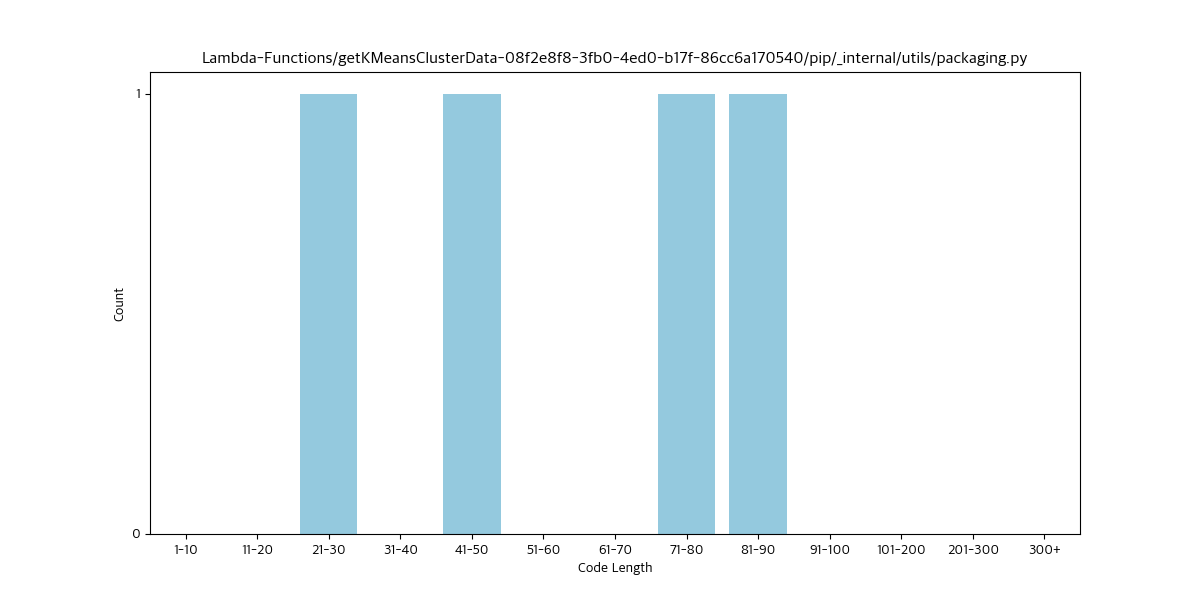 Lambda-Functions/getKMeansClusterData-08f2e8f8-3fb0-4ed0-b17f-86cc6a170540/pip/_internal/utils/packaging.py
1
Count
0
1-10 11-20 21-30 31-40 41-50 51-60 61-70 71-80 81-90 91-100 101-200 201-300 300+
Code Length